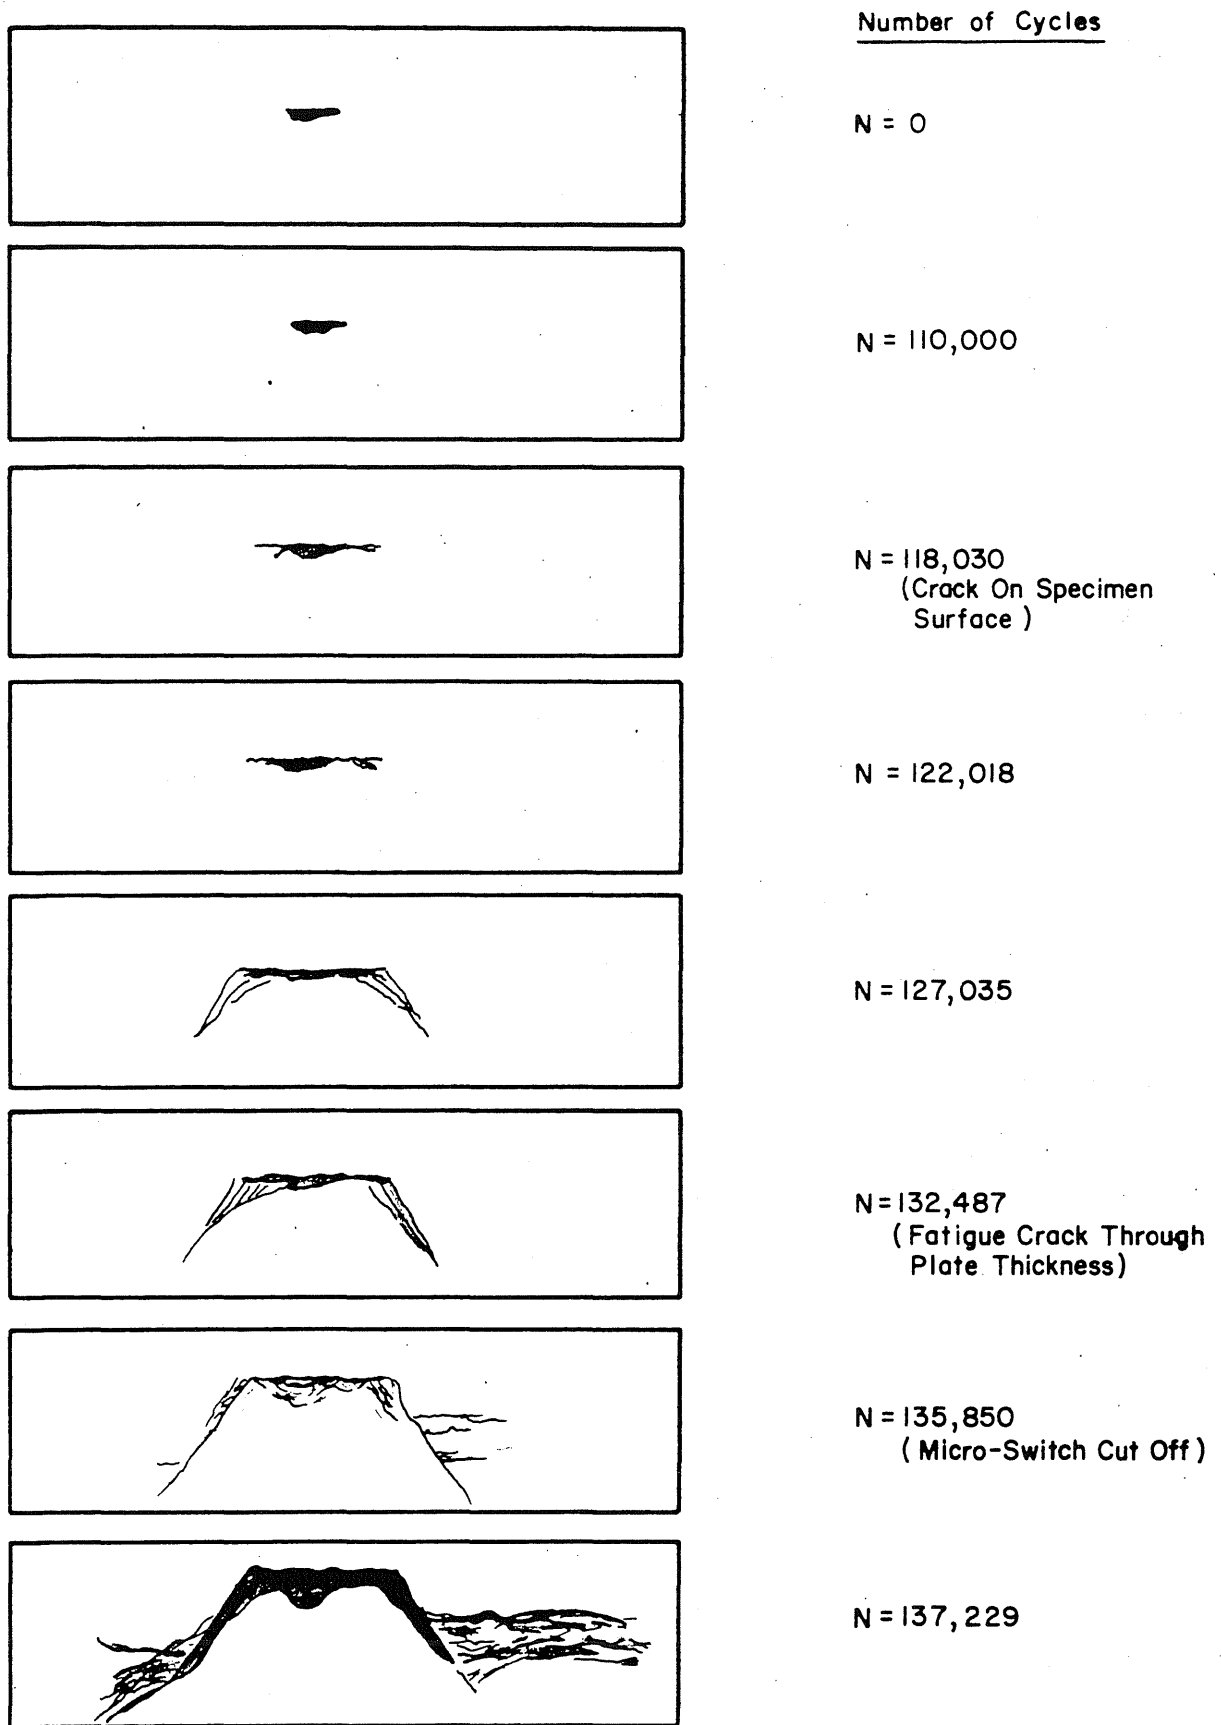 Number of Cycles
N = 0
N = 110,000
N = 118,030
(Crack On Specimen
Surface )
N = 122,018
N = 127,035
N = 132,487
( Fatigue Crack Through
Plate Thickness)
N = 135,850
( Micro-Switch Cut Off )
N = 137,229